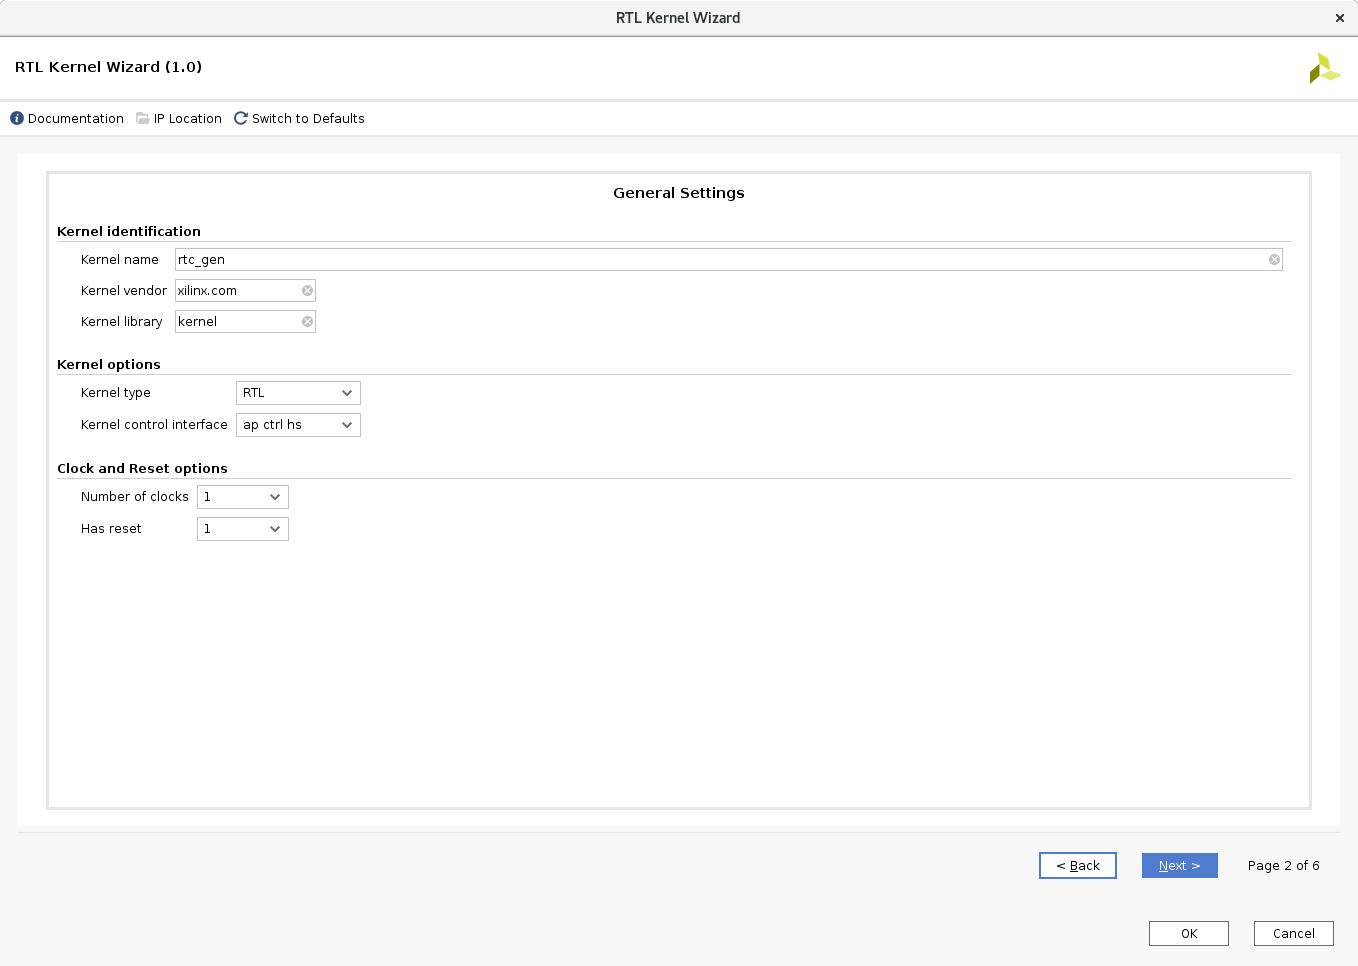 RTL Kernel Wizard
RTL Kernel Wizard (1.0)
Documentation IP Location Switch to Defaults
General Settings
Kernel identification
Kernel name rtc_gen
Kernel vendor xilinx.com
Kernel library kernel
Kernel options
Kernel type RTL
Kernel control interface ap ctrl hs
Clock and Reset options
Number of clocks 1
Has reset 1
< Back Next > Page 2 of 6
OK Cancel